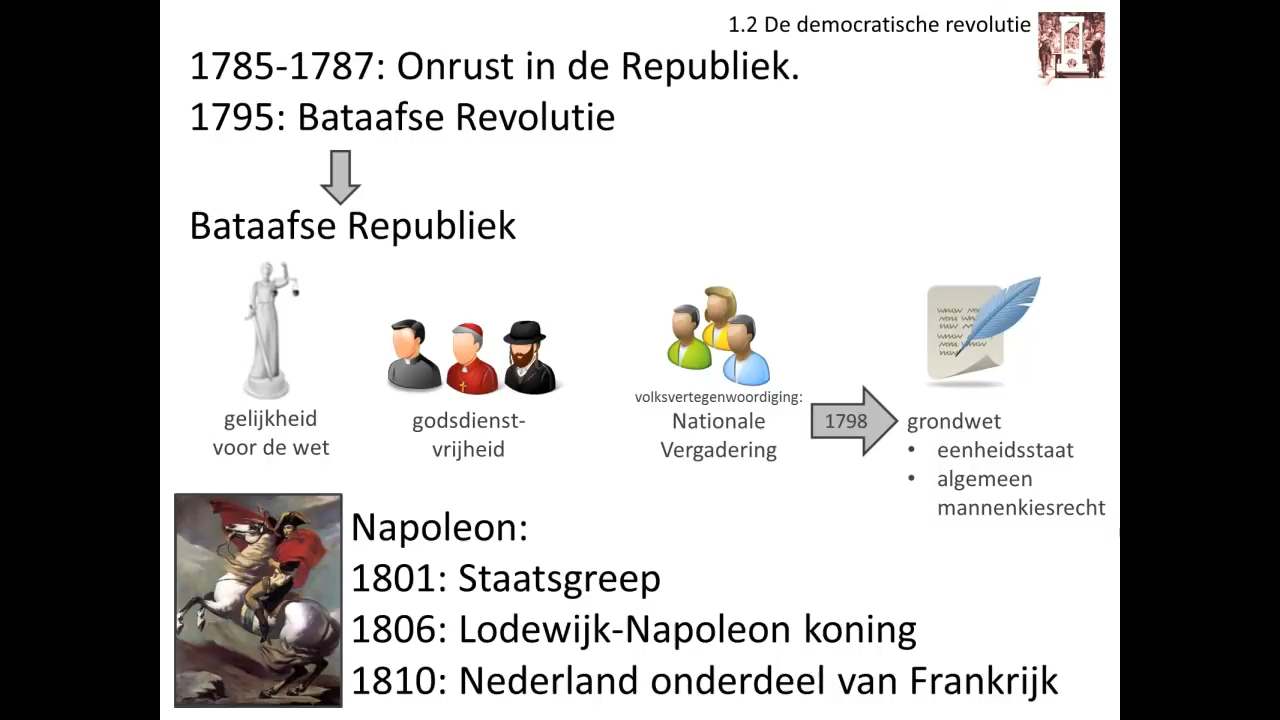 1.2 De democratische revolutie
1785-1787: Onrust in de Republiek.
1795: Bataafse Revolutie
Bataafse Republiek
gelijkheid
voor de wet
godsdienst-
vrijheid
volksvertegenwoordiging:
Nationale
Vergadering
1798
grondwet
• eenheidsstaat
• algemeen
mannenkiesrecht
Napoleon:
1801: Staatsgreep
1806: Lodewijk-Napoleon koning
1810: Nederland onderdeel van Frankrijk